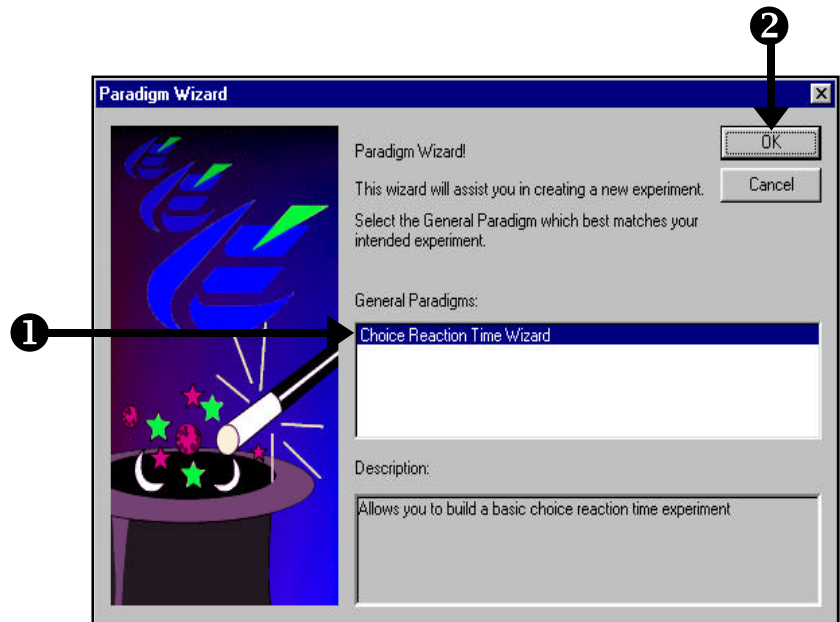 ❷
Paradigm Wizard
Paradigm Wizard!
OK
This wizard will assist you in creating a new experiment.
Cancel
Select the General Paradigm which best matches your
intended experiment.
General Paradigms:
❶
Choice Reaction Time Wizard
Description:
Allows you to build a basic choice reaction time experiment